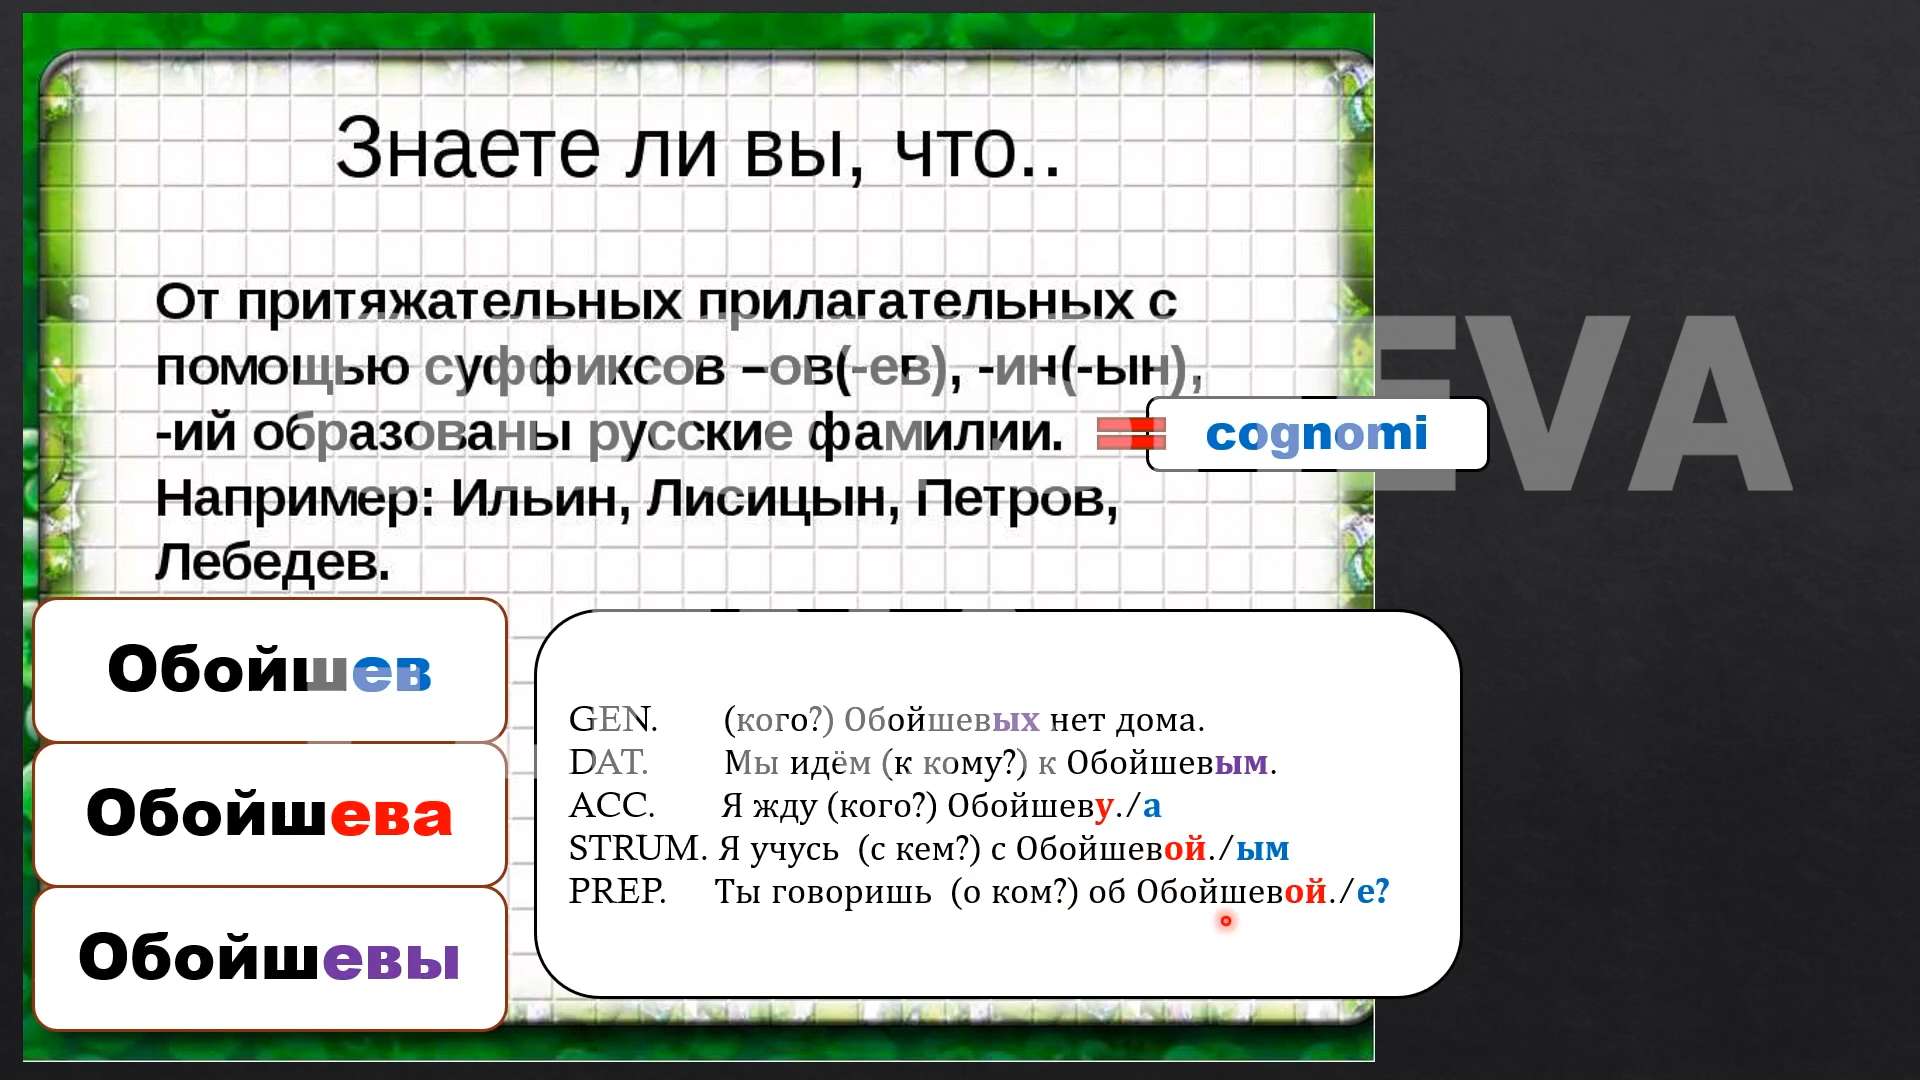 Знаете ли вы, что..
От притяжательных прилагательных с
помощью суффиксов –ов(-ев), -ин(-ын),
-ий образованы русские фамилии.
= cognomi
Например: Ильин, Лисицын, Петров,
Лебедев.
EVA
Обойшев
Обойшева
Обойшевы
GEN. (кого?) Обойшевых нет дома.
DAT. Мы идём (к кому?) к Обойшевым.
ACC. Я жду (кого?) Обойшеву./а
STRUM. Я учусь (с кем?) с Обойшевой./ым
PREP. Ты говоришь (о ком?) об Обойшевой./е?